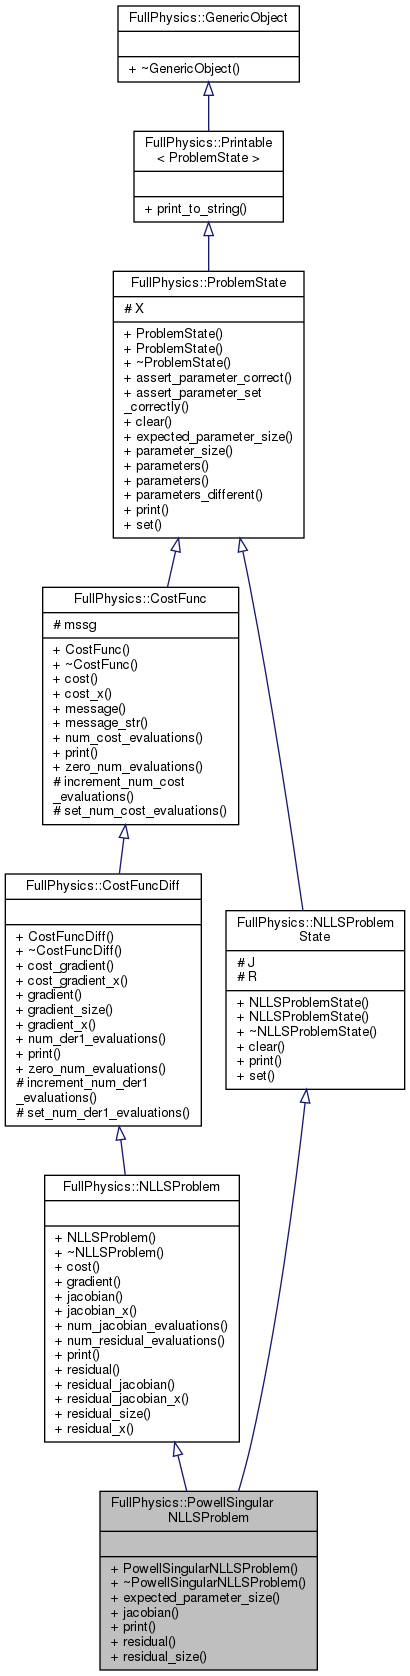 FullPhysics::GenericObject
+ ~GenericObject()
FullPhysics::Printable
< ProblemState >
+ print_to_string()
FullPhysics::ProblemState
# X
+ ProblemState()
+ ProblemState()
+ ~ProblemState()
+ assert_parameter_correct()
+ assert_parameter_set
_correctly()
+ clear()
+ expected_parameter_size()
+ parameter_size()
+ parameters()
+ parameters()
+ parameters_different()
+ print()
+ set()
FullPhysics::CostFunc
# mssg
+ CostFunc()
+ ~CostFunc()
+ cost()
+ cost_x()
+ message()
+ message_str()
+ num_cost_evaluations()
+ print()
+ zero_num_evaluations()
# increment_num_cost
_evaluations()
# set_num_cost_evaluations()
FullPhysics::CostFuncDiff
+ CostFuncDiff()
+ ~CostFuncDiff()
+ cost_gradient()
+ cost_gradient_x()
+ gradient()
+ gradient_size()
+ gradient_x()
+ num_der1_evaluations()
+ print()
+ zero_num_evaluations()
# increment_num_der1
_evaluations()
# set_num_der1_evaluations()
FullPhysics::NLLSProblem
State
# J
# R
+ NLLSProblemState()
+ NLLSProblemState()
+ ~NLLSProblemState()
+ clear()
+ print()
+ set()
FullPhysics::NLLSProblem
+ NLLSProblem()
+ ~NLLSProblem()
+ cost()
+ gradient()
+ jacobian()
+ jacobian_x()
+ num_jacobian_evaluations()
+ num_residual_evaluations()
+ print()
+ residual()
+ residual_jacobian()
+ residual_jacobian_x()
+ residual_size()
+ residual_x()
FullPhysics::PowellSingular
NLLSProblem
+ PowellSingularNLLSProblem()
+ ~PowellSingularNLLSProblem()
+ expected_parameter_size()
+ jacobian()
+ print()
+ residual()
+ residual_size()